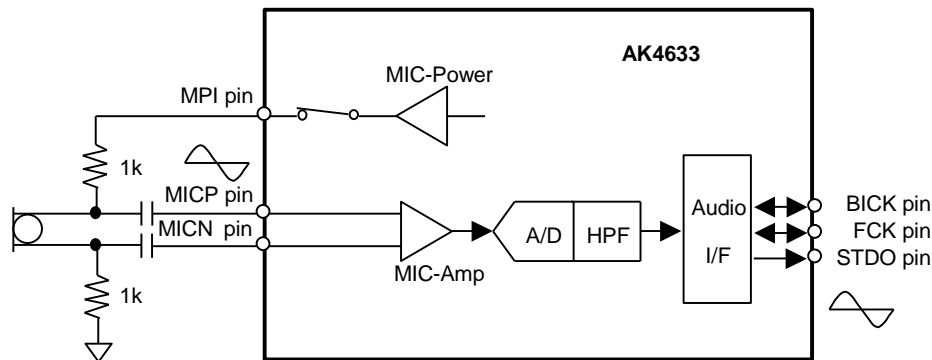 AK4633
MIC-Power
MPI pin
1k
MICP pin
MICN pin
MIC-Amp
A/D
HPF
Audio
I/F
BICK pin
FCK pin
STDO pin
1k